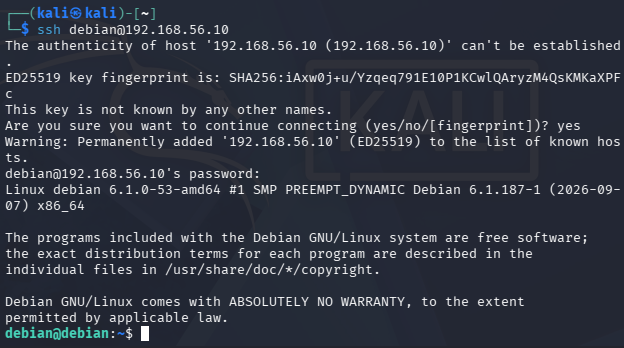 ┌──(kali㉿kali)-[~]
└─$ ssh debian@192.168.56.10
The authenticity of host '192.168.56.10 (192.168.56.10)' can't be established
.
ED25519 key fingerprint is: SHA256:iAxw0j+u/Yzqeq791E10P1KCwlQAryzM4QsKMKaXPF
c
This key is not known by any other names.
Are you sure you want to continue connecting (yes/no/[fingerprint])? yes
Warning: Permanently added '192.168.56.10' (ED25519) to the list of known hos
ts.
debian@192.168.56.10's password:
Linux debian 6.1.0-53-amd64 #1 SMP PREEMPT_DYNAMIC Debian 6.1.187-1 (2026-09-
07) x86_64

The programs included with the Debian GNU/Linux system are free software;
the exact distribution terms for each program are described in the
individual files in /usr/share/doc/*/copyright.

Debian GNU/Linux comes with ABSOLUTELY NO WARRANTY, to the extent
permitted by applicable law.
debian@debian:~$
KALI